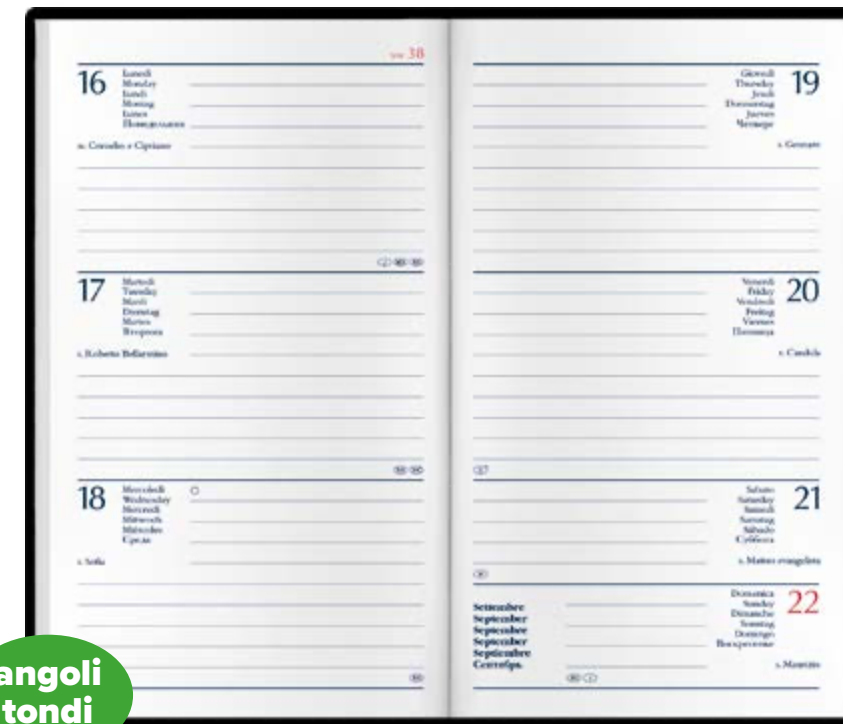 38
16
Lunedì
Monday
Lundi
Montag
Lunes
Понедельник
ss. Cornelio e Cipriano
17
Martedì
Tuesday
Mardi
Dienstag
Martes
Вторник
s. Roberto Bellarmino
18
Mercoledì
Wednesday
Mercredi
Mittwoch
Miércoles
Среда
s. Sofia
19
Giovedì
Thursday
Jeudi
Donnerstag
Jueves
Четверг
s. Gennaro
20
Venerdì
Friday
Vendredi
Freitag
Viernes
Пятница
s. Candida
21
Sabato
Saturday
Samedi
Samstag
Sábado
Суббота
s. Matteo evangelista
22
Domenica
Sunday
Dimanche
Sonntag
Domingo
Воскресенье
s. Maurizio
Settembre
September
Septembre
September
Septiembre
Сентябрь
angoli
tondi